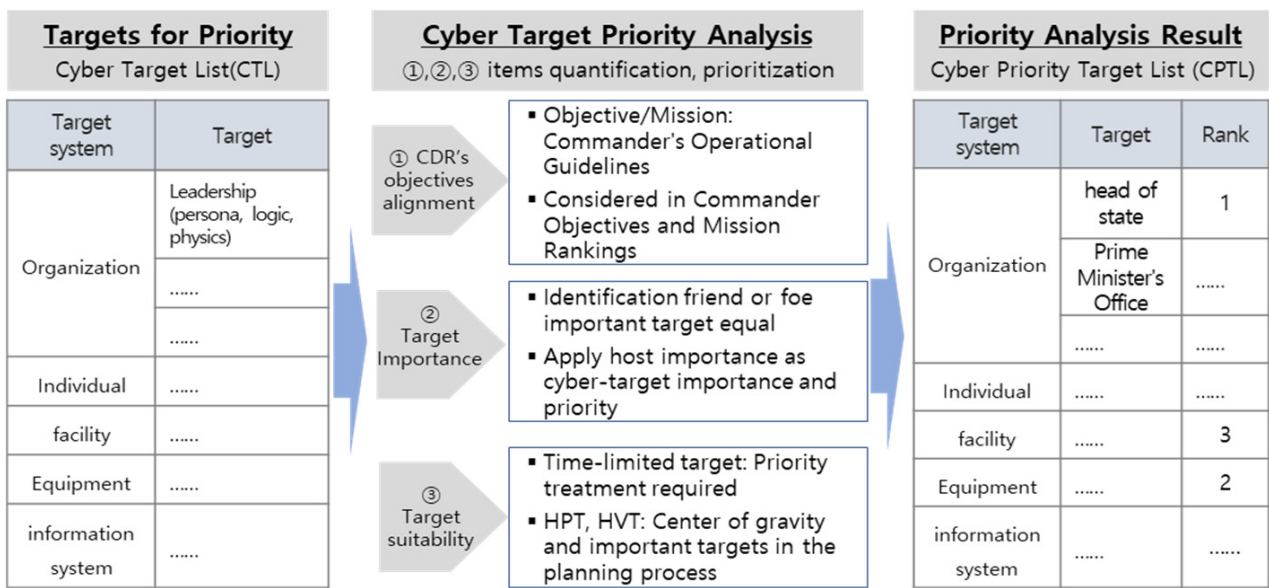 Targets for Priority
Cyber Target List(CTL)
Target
system
Target
Organization
Leadership
(persona, logic,
physics)
......
......
Individual
......
facility
......
Equipment
......
information
system
......
Cyber Target Priority Analysis
①,②,③ items quantification, prioritization
① CDR's
objectives
alignment
▪ Objective/Mission:
Commander's Operational
Guidelines
▪ Considered in Commander
Objectives and Mission
Rankings
②
Target
Importance
▪ Identification friend or foe
important target equal
▪ Apply host importance as
cyber-target importance and
priority
③
Target
suitability
▪ Time-limited target: Priority
treatment required
▪ HPT, HVT: Center of gravity
and important targets in the
planning process
Priority Analysis Result
Cyber Priority Target List (CPTL)
Target
system
Target
Rank
Organization
head of
state
1
Prime
Minister's
Office
......
......
......
Individual
......
......
facility
......
3
Equipment
......
2
information
system
......
......